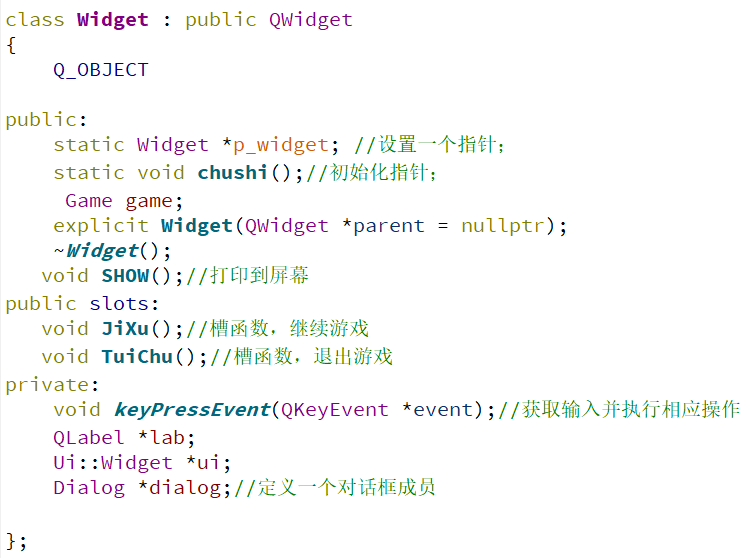 class Widget : public QWidget
{
    Q_OBJECT

public:
    static Widget *p_widget; //设置一个指针;
    static void chushi();//初始化指针;
     Game game;
    explicit Widget(QWidget *parent = nullptr);
    ~Widget();
   void SHOW();//打印到屏幕
public slots:
   void JiXu();//槽函数，继续游戏
   void TuiChu();//槽函数，退出游戏
private:
    void keyPressEvent(QKeyEvent *event);//获取输入并执行相应操作
    QLabel *lab;
    Ui::Widget *ui;
    Dialog *dialog;//定义一个对话框成员

};